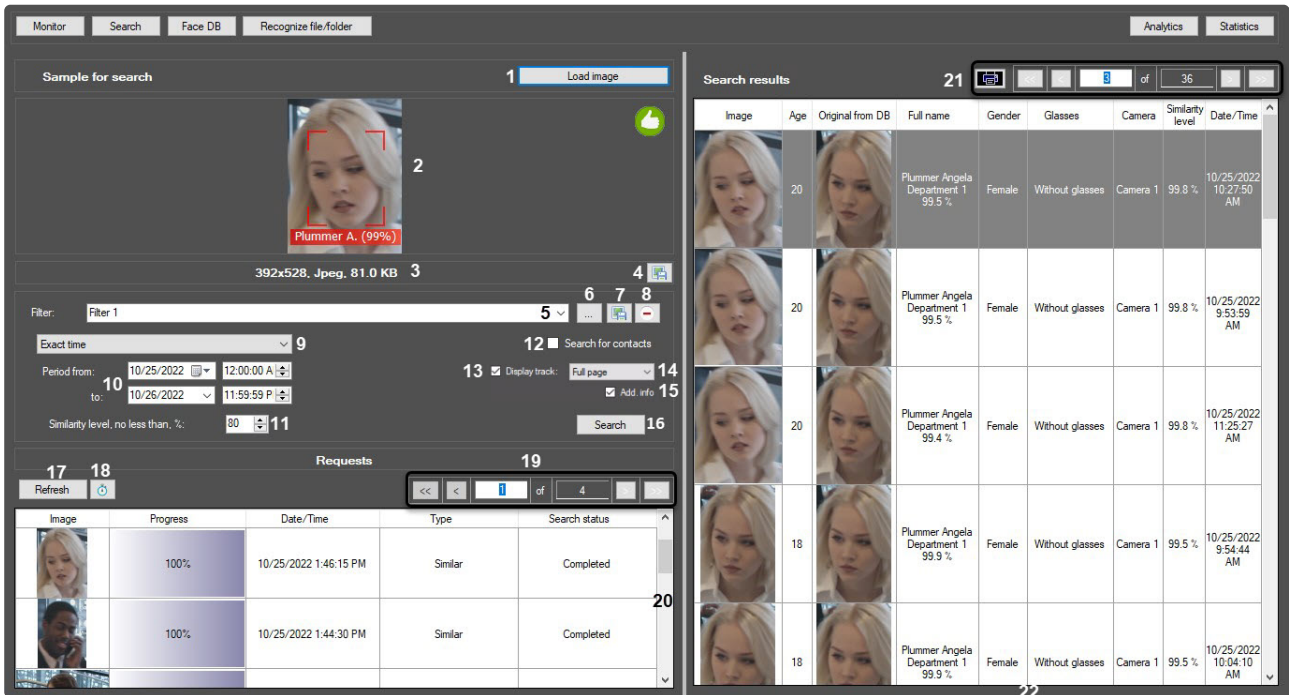 Monitor Search Face DB Recognize file/folder Analytics Statistics
Sample for search 1 Load image
2
Plummer A. (99%)
392x528, Jpeg, 81.0 KB 3 4
6 7 8
Filter: Filter 1 5 ...
Exact time 9 12 Search for contacts
Period from: 10/25/2022 12:00:00 A 13 Display track: Full page 14
10
to: 10/26/2022 11:59:59 P Add. info 15
Similarity level, no less than, %: 80 11 Search 16
Requests 19
17 18
Refresh << < 1 of 4 > >>
Image Progress Date/Time Type Search status
100% 10/25/2022 1:46:15 PM Similar Completed
20
100% 10/25/2022 1:44:30 PM Similar Completed
Search results 21 << < 3 of 36 > >>
Image Age Original from DB Full name Gender Glasses Camera Similarity level Date/Time
20 Plummer Angela Department 1 99.5 % Female Without glasses Camera 1 99.8 % 10/25/2022 10:27:50 AM
20 Plummer Angela Department 1 99.5 % Female Without glasses Camera 1 99.8 % 10/25/2022 9:53:59 AM
20 Plummer Angela Department 1 99.4 % Female Without glasses Camera 1 99.8 % 10/25/2022 11:25:27 AM
18 Plummer Angela Department 1 99.9 % Female Without glasses Camera 1 99.5 % 10/25/2022 9:54:44 AM
18 Plummer Angela Department 1 99.9 % Female Without glasses Camera 1 99.5 % 10/25/2022 10:04:10 AM
22